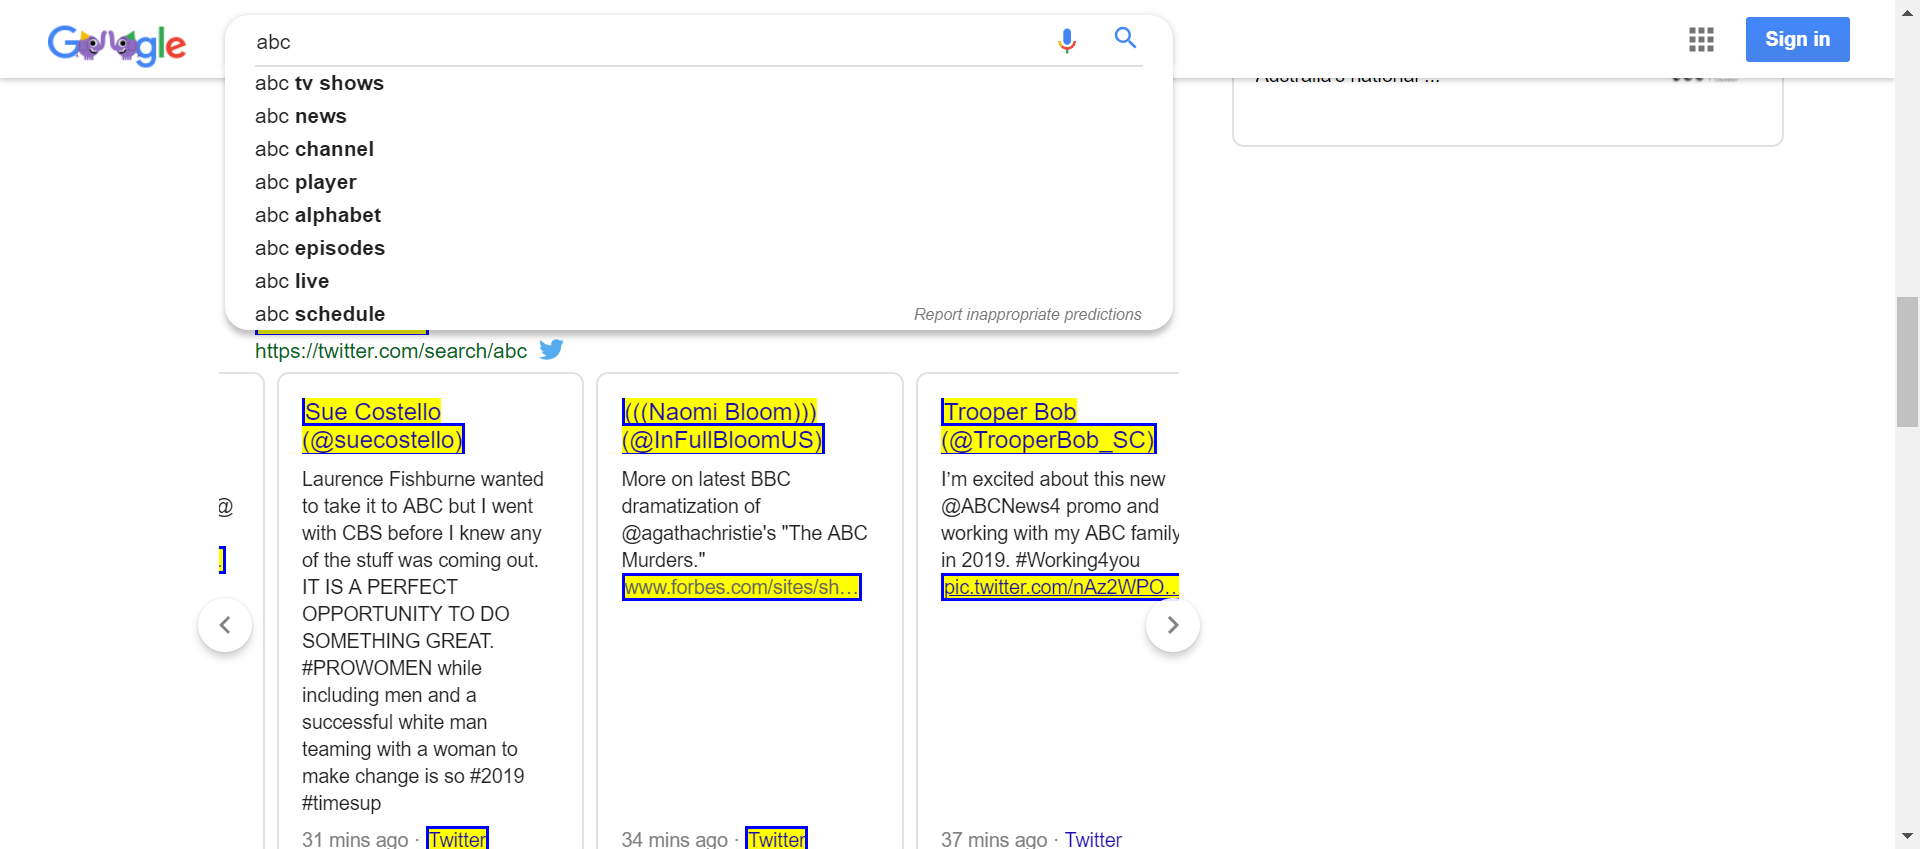 Google
abc
Sign in
abc tv shows
abc news
abc channel
abc player
abc alphabet
abc episodes
abc live
abc schedule
Report inappropriate predictions
Australia's national ...
https://twitter.com/search/abc
@
Sue Costello
(@suecostello)
Laurence Fishburne wanted
to take it to ABC but I went
with CBS before I knew any
of the stuff was coming out.
IT IS A PERFECT
OPPORTUNITY TO DO
SOMETHING GREAT.
#PROWOMEN while
including men and a
successful white man
teaming with a woman to
make change is so #2019
#timesup
31 mins ago · Twitter
(((Naomi Bloom)))
(@InFullBloomUS)
More on latest BBC
dramatization of
@agathachristie's "The ABC
Murders."
www.forbes.com/sites/sh...
34 mins ago · Twitter
Trooper Bob
(@TrooperBob_SC)
I’m excited about this new
@ABCNews4 promo and
working with my ABC family
in 2019. #Working4you
pic.twitter.com/nAz2WPO...
37 mins ago · Twitter